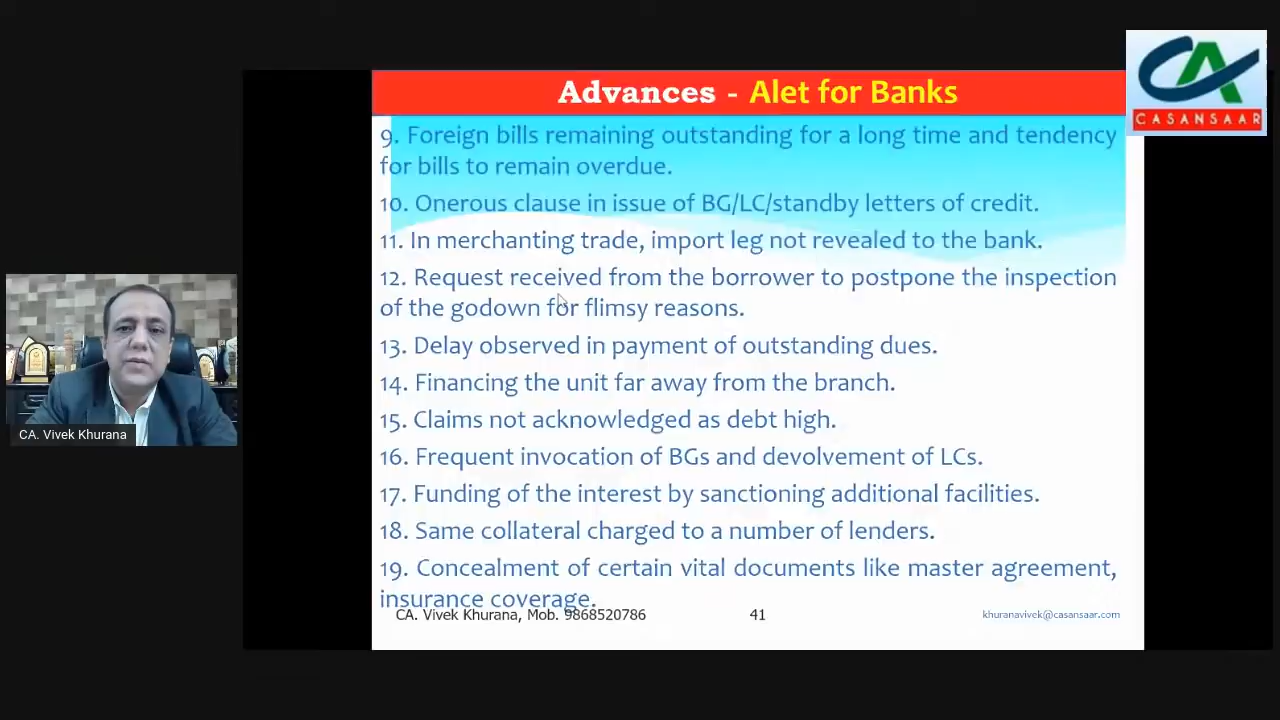 Advances - Alet for Banks
CA
CASANSAAR
9. Foreign bills remaining outstanding for a long time and tendency
for bills to remain overdue.
10. Onerous clause in issue of BG/LC/standby letters of credit.
11. In merchanting trade, import leg not revealed to the bank.
12. Request received from the borrower to postpone the inspection
of the godown for flimsy reasons.
13. Delay observed in payment of outstanding dues.
14. Financing the unit far away from the branch.
15. Claims not acknowledged as debt high.
16. Frequent invocation of BGs and devolvement of LCs.
17. Funding of the interest by sanctioning additional facilities.
18. Same collateral charged to a number of lenders.
19. Concealment of certain vital documents like master agreement,
insurance coverage.
CA. Vivek Khurana, Mob. 9868520786
41
khuranavivek@casansaar.com
CA. Vivek Khurana